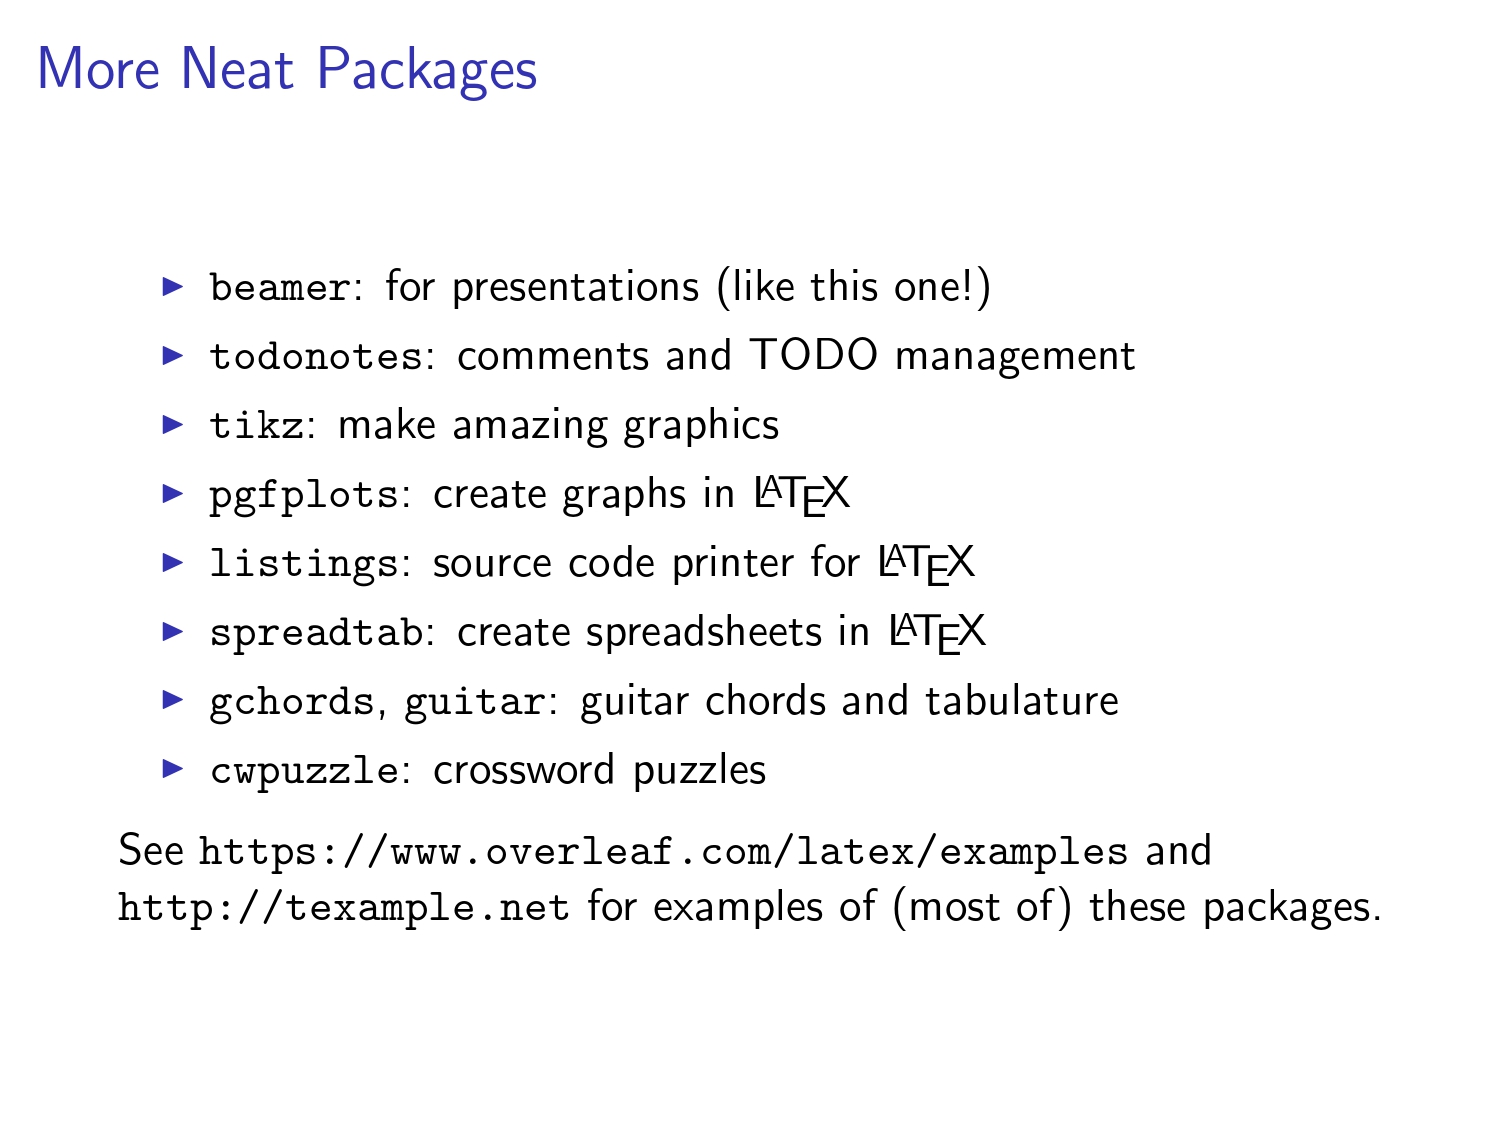 More Neat Packages
▶ beamer: for presentations (like this one!)
▶ todonotes: comments and TODO management
▶ tikz: make amazing graphics
▶ pgfplots: create graphs in LATEX
▶ listings: source code printer for LATEX
▶ spreadtab: create spreadsheets in LATEX
▶ gchords, guitar: guitar chords and tabulature
▶ cwpuzzle: crossword puzzles
See https://www.overleaf.com/latex/examples and
http://texample.net for examples of (most of) these packages.